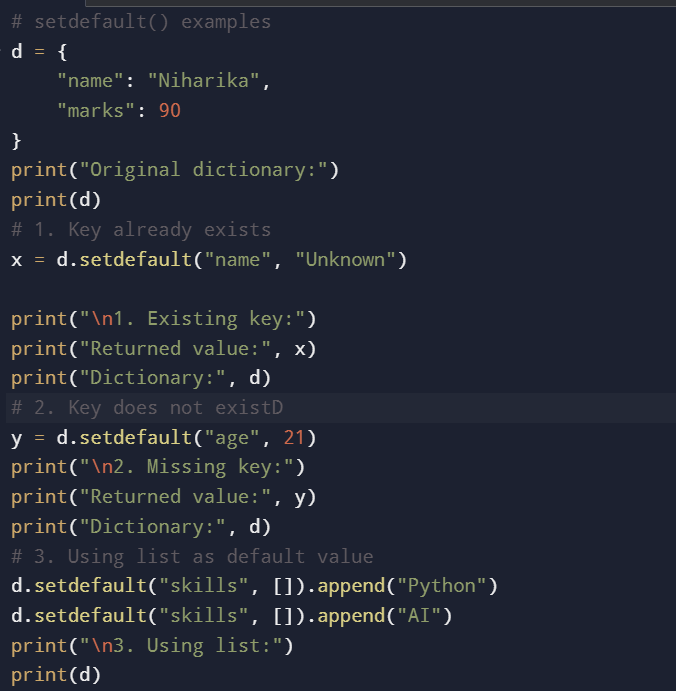 # setdefault() examples
d = {
    "name": "Niharika",
    "marks": 90
}
print("Original dictionary:")
print(d)
# 1. Key already exists
x = d.setdefault("name", "Unknown")

print("\n1. Existing key:")
print("Returned value:", x)
print("Dictionary:", d)
# 2. Key does not existD
y = d.setdefault("age", 21)
print("\n2. Missing key:")
print("Returned value:", y)
print("Dictionary:", d)
# 3. Using list as default value
d.setdefault("skills", []).append("Python")
d.setdefault("skills", []).append("AI")
print("\n3. Using list:")
print(d)